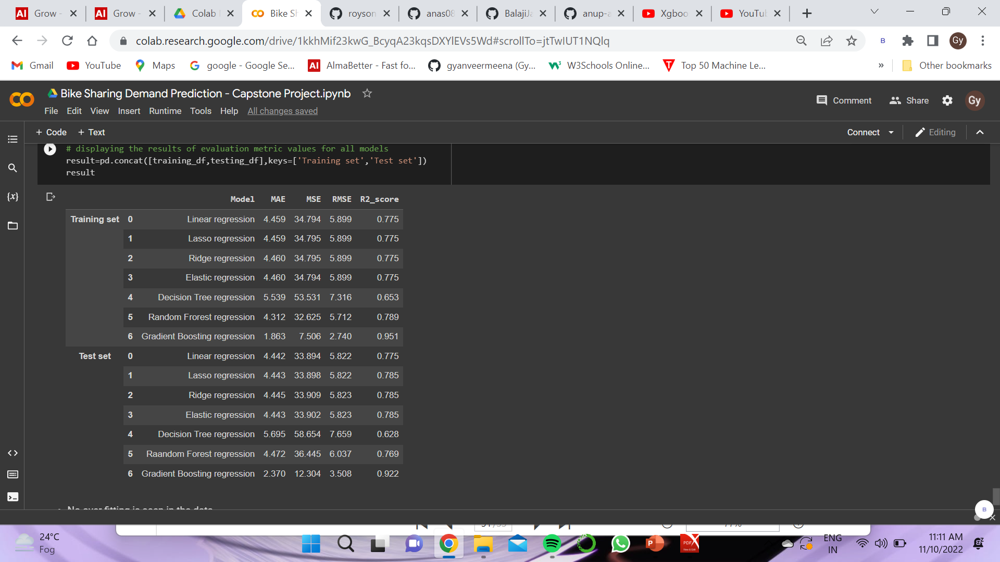 Grow -
Grow -
Colab
Bike Sh
royson
anas08
BalajiJa
anup-a
Xgboo
YouTu
colab.research.google.com/drive/1kkhMif23kwG_BcyqA23kqsDXYlEVs5Wd#scrollTo=jtTwIUT1NQlq
B
Gy
Gmail
YouTube
Maps
google - Google Se...
AlmaBetter - Fast fo...
gyanveermeena (Gy...
W3Schools Online...
Top 50 Machine Le...
»
Other bookmarks
Bike Sharing Demand Prediction - Capstone Project.ipynb
Comment
Share
Gy
File Edit View Insert Runtime Tools Help All changes saved
+ Code + Text
Connect
Editing
# displaying the results of evaluation metric values for all models
result=pd.concat([training_df,testing_df],keys=['Training set','Test set'])
result
Model MAE MSE RMSE R2_score
Training set 0 Linear regression 4.459 34.794 5.899 0.775
1 Lasso regression 4.459 34.795 5.899 0.775
2 Ridge regression 4.460 34.795 5.899 0.775
3 Elastic regression 4.460 34.794 5.899 0.775
4 Decision Tree regression 5.539 53.531 7.316 0.653
5 Random Frorest regression 4.312 32.625 5.712 0.789
6 Gradient Boosting regression 1.863 7.506 2.740 0.951
Test set 0 Linear regression 4.442 33.894 5.822 0.775
1 Lasso regression 4.443 33.898 5.822 0.785
2 Ridge regression 4.445 33.909 5.823 0.785
3 Elastic regression 4.443 33.902 5.823 0.785
4 Decision Tree regression 5.695 58.654 7.659 0.628
5 Raandom Forest regression 4.472 36.445 6.037 0.769
6 Gradient Boosting regression 2.370 12.304 3.508 0.922
No over fitting is seen in the data
24°C
Fog
ENG
IN
11:11 AM
11/10/2022